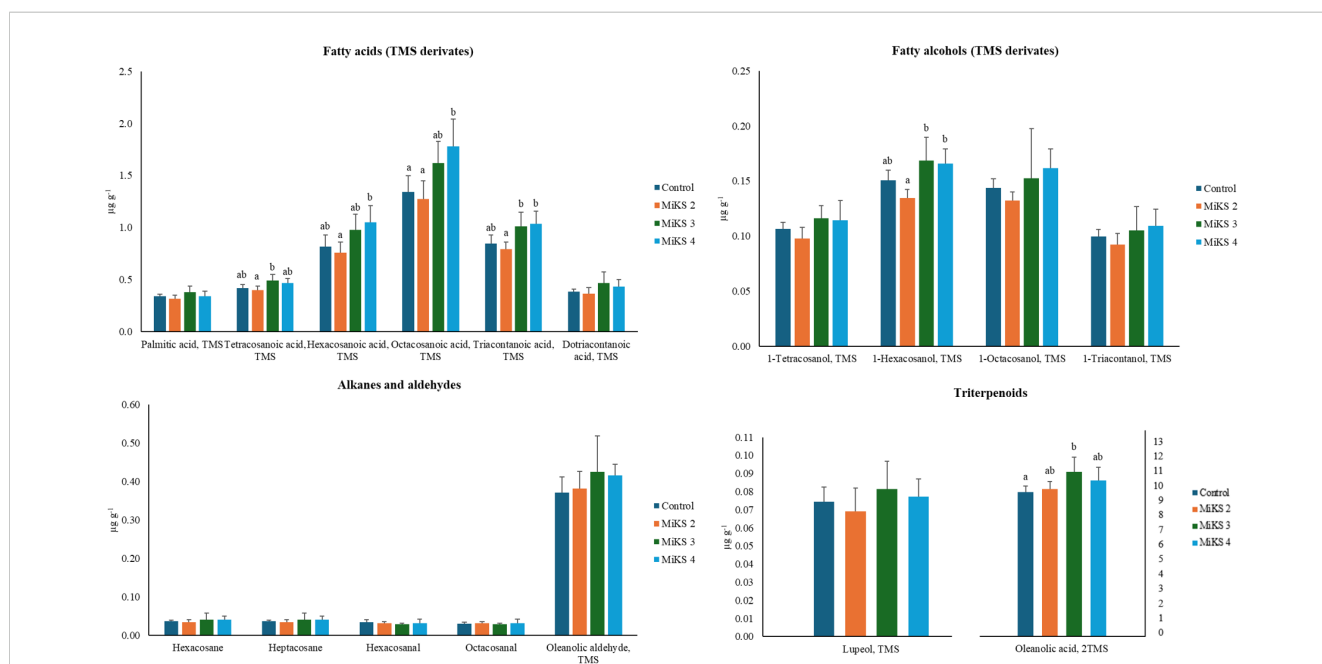 Fatty acids (TMS derivates)
2.5
2.0
1.5
1.0
0.5
0.0
µg g⁻¹
ab a b ab
a ab ab b
a a ab b
a a b b
Palmitic acid, TMS
Tetracosanoic acid,
TMS
Hexacosanoic acid,
TMS
Octacosanoic acid,
TMS
Triacontanoic acid,
TMS
Dotriacontanoic
acid, TMS
Control
MiKS 2
MiKS 3
MiKS 4
Fatty alcohols (TMS derivates)
0.25
0.20
0.15
0.10
0.05
0.00
µg g⁻¹
ab a b b
1-Tetracosanol, TMS
1-Hexacosanol, TMS
1-Octacosanol, TMS
1-Triacontanol, TMS
Control
MiKS 2
MiKS 3
MiKS 4
Alkanes and aldehydes
0.60
0.50
0.40
0.30
0.20
0.10
0.00
µg g⁻¹
Hexacosane
Heptacosane
Hexacosanal
Octacosanal
Oleanolic aldehyde,
TMS
Control
MiKS 2
MiKS 3
MiKS 4
Triterpenoids
0.11
0.10
0.09
0.08
0.07
0.06
0.05
0.04
0.03
0.02
0.01
0.00
µg g⁻¹
a ab b ab
Lupeol, TMS
Oleanolic acid, 2TMS
13
12
11
10
9
8
7
6
5
4
3
2
1
0
Control
MiKS 2
MiKS 3
MiKS 4